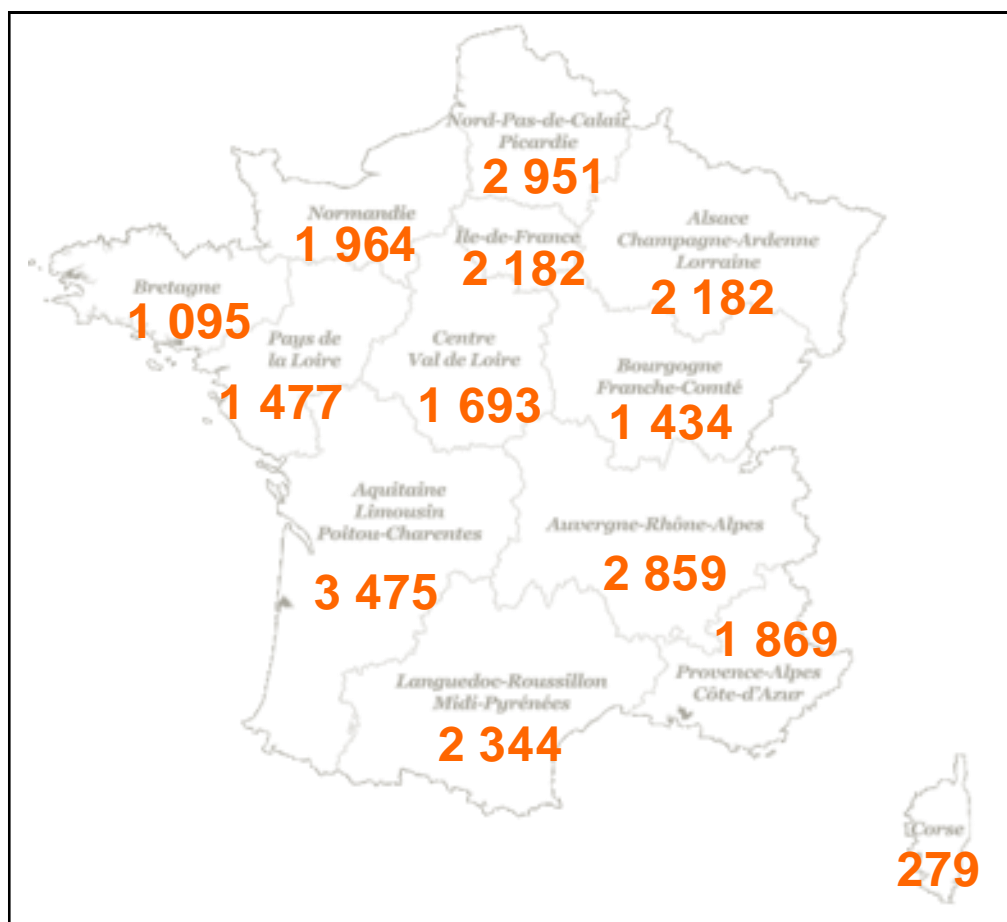 Nord-Pas-de-Calais
Picardie
2 951
Normandie
1 964
Île-de-France
2 182
Alsace
Champagne-Ardenne
Lorraine
2 182
Bretagne
1 095
Pays de
la Loire
1 477
Centre
Val de Loire
1 693
Bourgogne
Franche-Comté
1 434
Aquitaine
Limousin
Poitou-Charentes
3 475
Auvergne-Rhône-Alpes
2 859
1 869
Provence-Alpes
Côte-d'Azur
Languedoc-Roussillon
Midi-Pyrénées
2 344
Corse
279